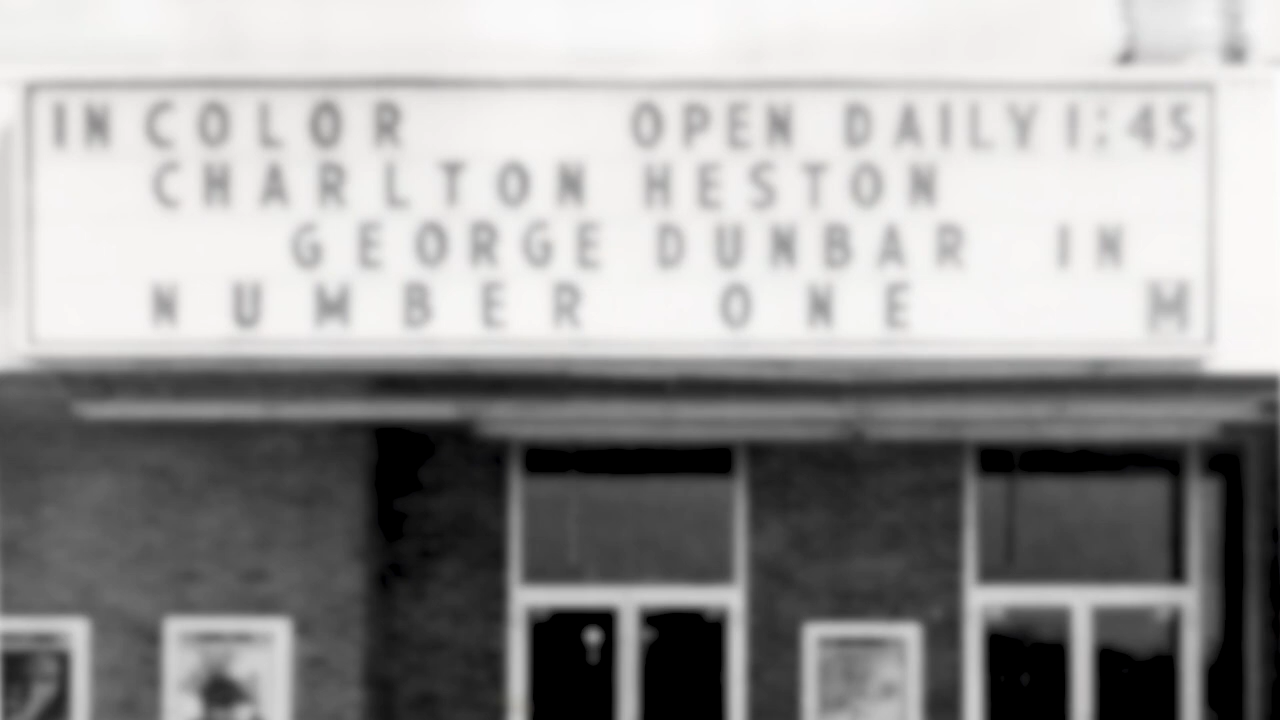 IN COLOR OPEN DAILY 1:45
CHARLTON HESTON
GEORGE DUNBAR IN
NUMBER ONE M